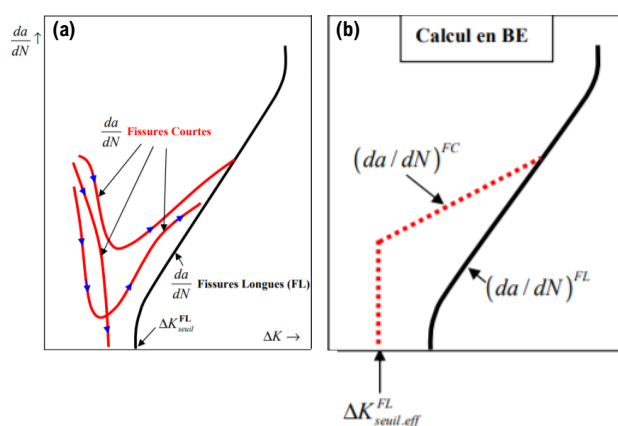 da/dN ↑
(a)
da/dN Fissures Courtes
da/dN Fissures Longues (FL)
ΔK^FL_seuil
ΔK →
(b)
Calcul en BE
(da / dN)^FC
(da / dN)^FL
ΔK^FL_seuil.eff